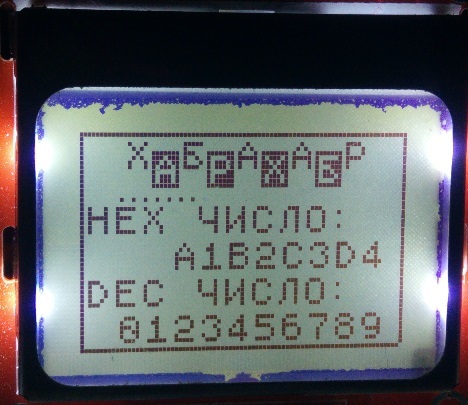 ХАБРАХАБР
HEX ЧИСЛО:
A1B2C3D4
DEC ЧИСЛО:
0123456789